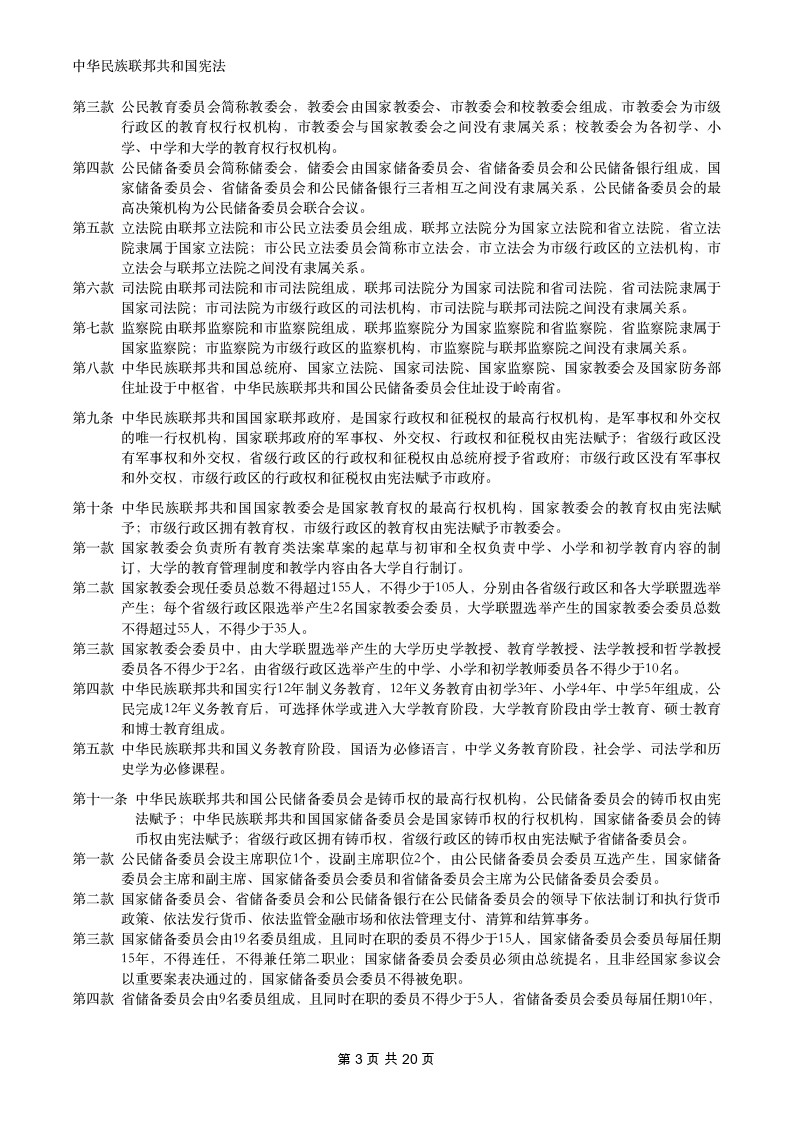 中华民族联邦共和国宪法
第三款 公民教育委员会简称教委会，教委会由国家教委会、市教委会和校教委会组成，市教委会为市级
行政区的教育权行权机构，市教委会与国家教委会之间没有隶属关系；校教委会为各初学、小
学、中学和大学的教育权行权机构。
第四款 公民储备委员会简称储委会，储委会由国家储备委员会、省储备委员会和公民储备银行组成，国
家储备委员会、省储备委员会和公民储备银行三者相互之间没有隶属关系，公民储备委员会的最
高决策机构为公民储备委员会联合会议。
第五款 立法院由联邦立法院和市公民立法委员会组成，联邦立法院分为国家立法院和省立法院，省立法
院隶属于国家立法院；市公民立法委员会简称市立法会，市立法会为市级行政区的立法机构，市
立法会与联邦立法院之间没有隶属关系。
第六款 司法院由联邦司法院和市司法院组成，联邦司法院分为国家司法院和省司法院，省司法院隶属于
国家司法院；市司法院为市级行政区的司法机构，市司法院与联邦司法院之间没有隶属关系。
第七款 监察院由联邦监察院和市监察院组成，联邦监察院分为国家监察院和省监察院，省监察院隶属于
国家监察院；市监察院为市级行政区的监察机构，市监察院与联邦监察院之间没有隶属关系。
第八款 中华民族联邦共和国总统府、国家立法院、国家司法院、国家监察院、国家教委会及国家防务部
住址设于中枢省，中华民族联邦共和国公民储备委员会住址设于岭南省。
第九条 中华民族联邦共和国国家联邦政府，是国家行政权和征税权的最高行权机构，是军事权和外交权
的唯一行权机构，国家联邦政府的军事权、外交权、行政权和征税权由宪法赋予；省级行政区没
有军事权和外交权，省级行政区的行政权和征税权由总统府授予省政府；市级行政区没有军事权
和外交权，市级行政区的行政权和征税权由宪法赋予市政府。
第十条 中华民族联邦共和国国家教委会是国家教育权的最高行权机构，国家教委会的教育权由宪法赋
予；市级行政区拥有教育权，市级行政区的教育权由宪法赋予市教委会。
第一款 国家教委会负责所有教育类法案草案的起草与初审和全权负责中学、小学和初学教育内容的制
订，大学的教育管理制度和教学内容由各大学自行制订。
第二款 国家教委会现任委员总数不得超过155人，不得少于105人，分别由各省级行政区和各大学联盟选举
产生；每个省级行政区限选举产生2名国家教委会委员，大学联盟选举产生的国家教委会委员总数
不得超过55人，不得少于35人。
第三款 国家教委会委员中，由大学联盟选举产生的大学历史学教授、教育学教授、法学教授和哲学教授
委员各不得少于2名，由省级行政区选举产生的中学、小学和初学教师委员各不得少于10名。
第四款 中华民族联邦共和国实行12年制义务教育，12年义务教育由初学3年、小学4年、中学5年组成，公
民完成12年义务教育后，可选择休学或进入大学教育阶段，大学教育阶段由学士教育、硕士教育
和博士教育组成。
第五款 中华民族联邦共和国义务教育阶段，国语为必修语言，中学义务教育阶段，社会学、司法学和历
史学为必修课程。
第十一条 中华民族联邦共和国公民储备委员会是铸币权的最高行权机构，公民储备委员会的铸币权由宪
法赋予；中华民族联邦共和国国家储备委员会是国家铸币权的行权机构，国家储备委员会的铸
币权由宪法赋予；省级行政区拥有铸币权，省级行政区的铸币权由宪法赋予省储备委员会。
第一款 公民储备委员会设主席职位1个，设副主席职位2个，由公民储备委员会委员互选产生，国家储备
委员会主席和副主席、国家储备委员会委员和省储备委员会主席为公民储备委员会委员。
第二款 国家储备委员会、省储备委员会和公民储备银行在公民储备委员会的领导下依法制订和执行货币
政策、依法发行货币、依法监管金融市场和依法管理支付、清算和结算事务。
第三款 国家储备委员会由19名委员组成，且同时在职的委员不得少于15人，国家储备委员会委员每届任期
15年，不得连任，不得兼任第二职业；国家储备委员会委员必须由总统提名，且非经国家参议会
以重要案表决通过的，国家储备委员会委员不得被免职。
第四款 省储备委员会由9名委员组成，且同时在职的委员不得少于5人，省储备委员会委员每届任期10年，
第 3 页 共 20 页